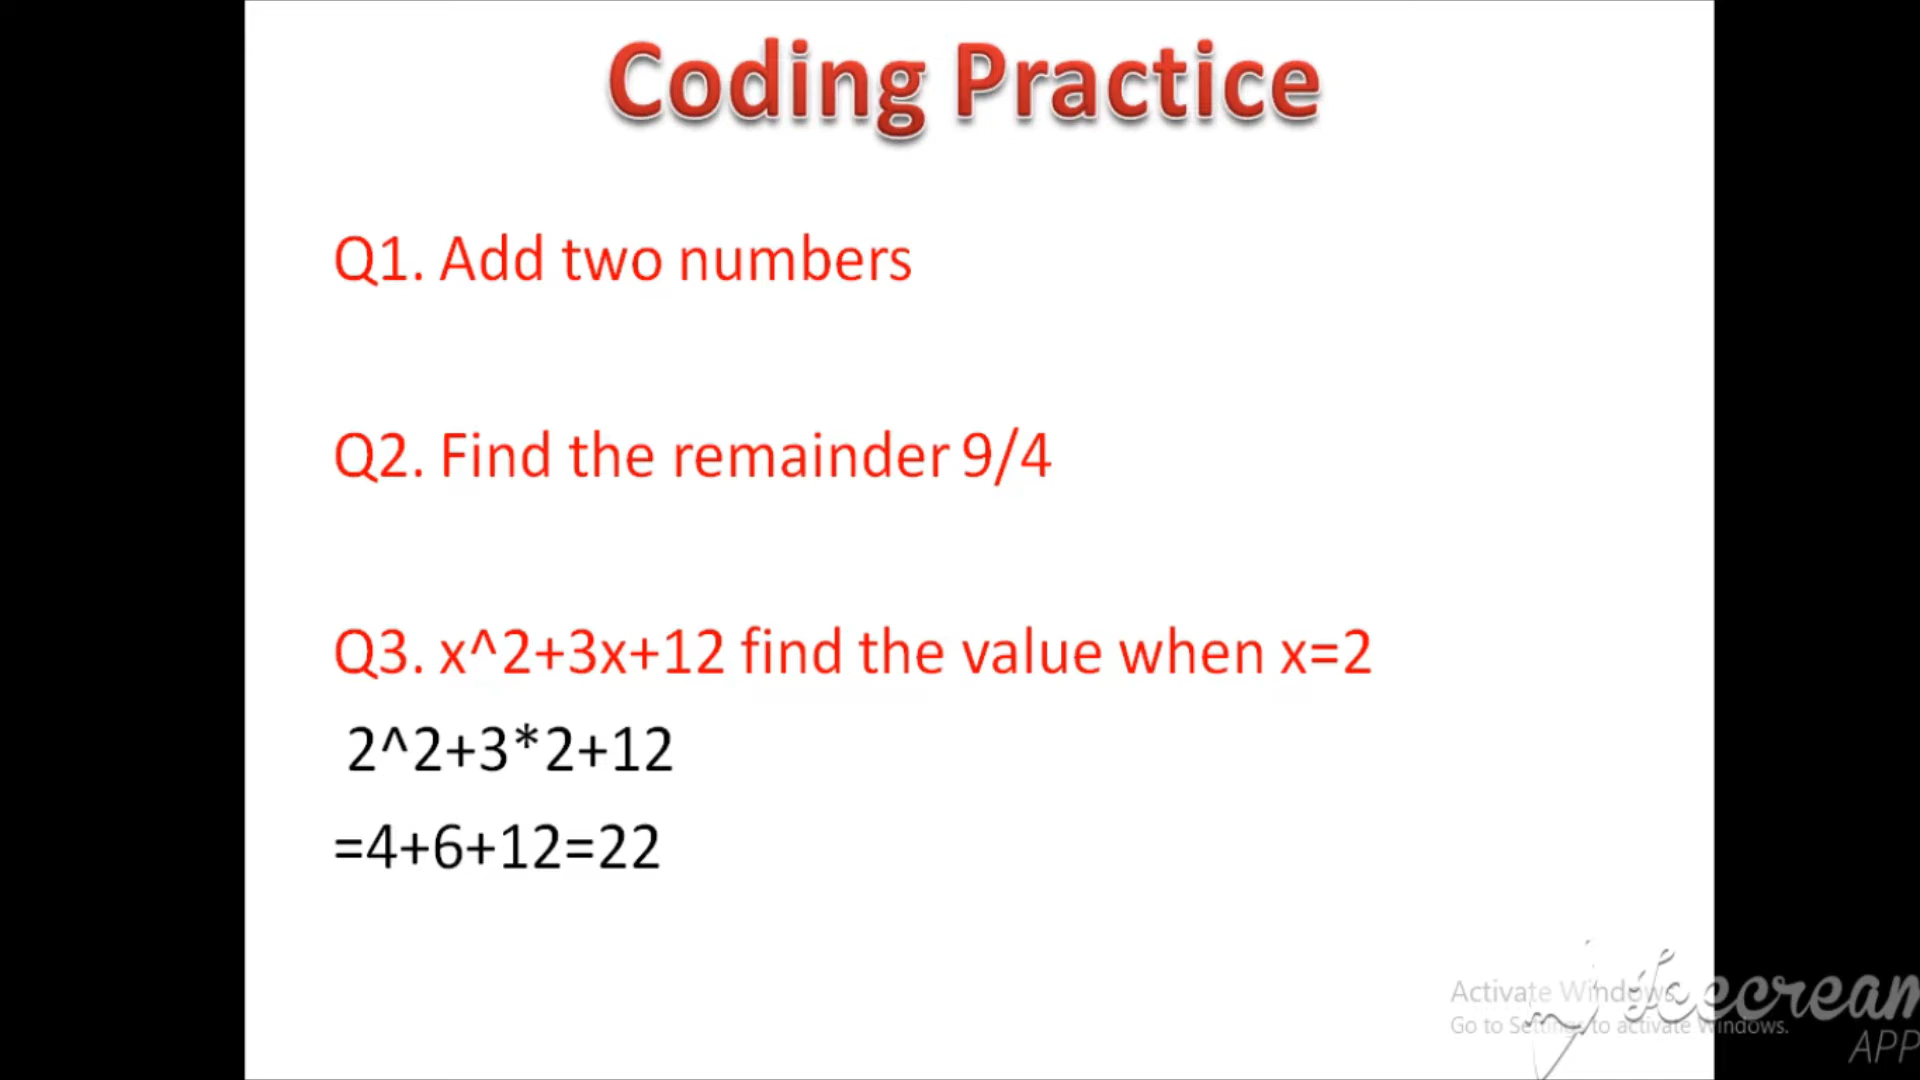 Coding Practice
Q1. Add two numbers
Q2. Find the remainder 9/4
Q3. x^2+3x+12 find the value when x=2
2^2+3*2+12
=4+6+12=22
Activate Windows
Go to Settings to activate Windows.
Icecream
APP